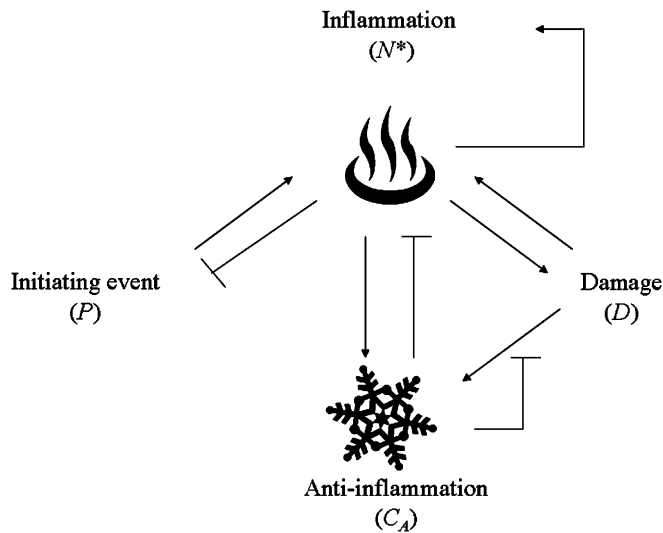 Inflammation
(N*)
Initiating event
(P)
Damage
(D)
Anti-inflammation
(C_A)